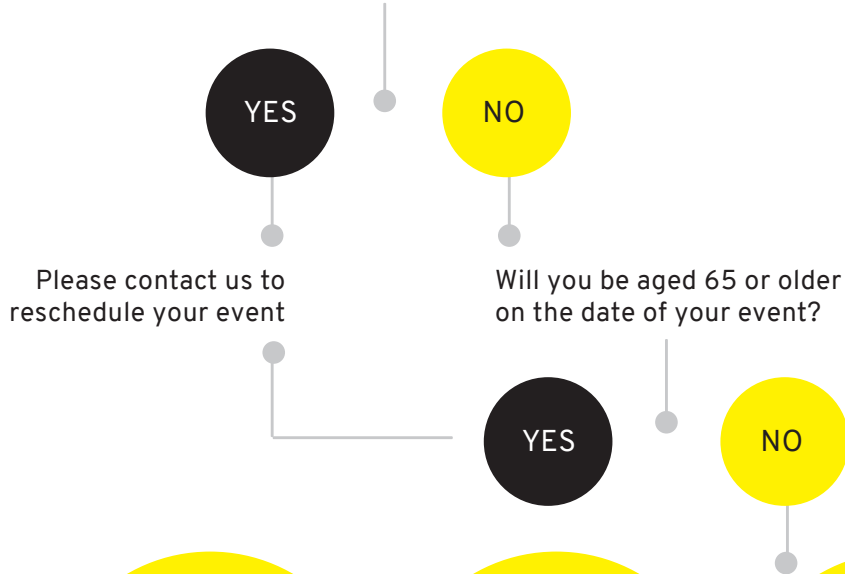 YES
NO
Please contact us to
reschedule your event
Will you be aged 65 or older
on the date of your event?
YES
NO